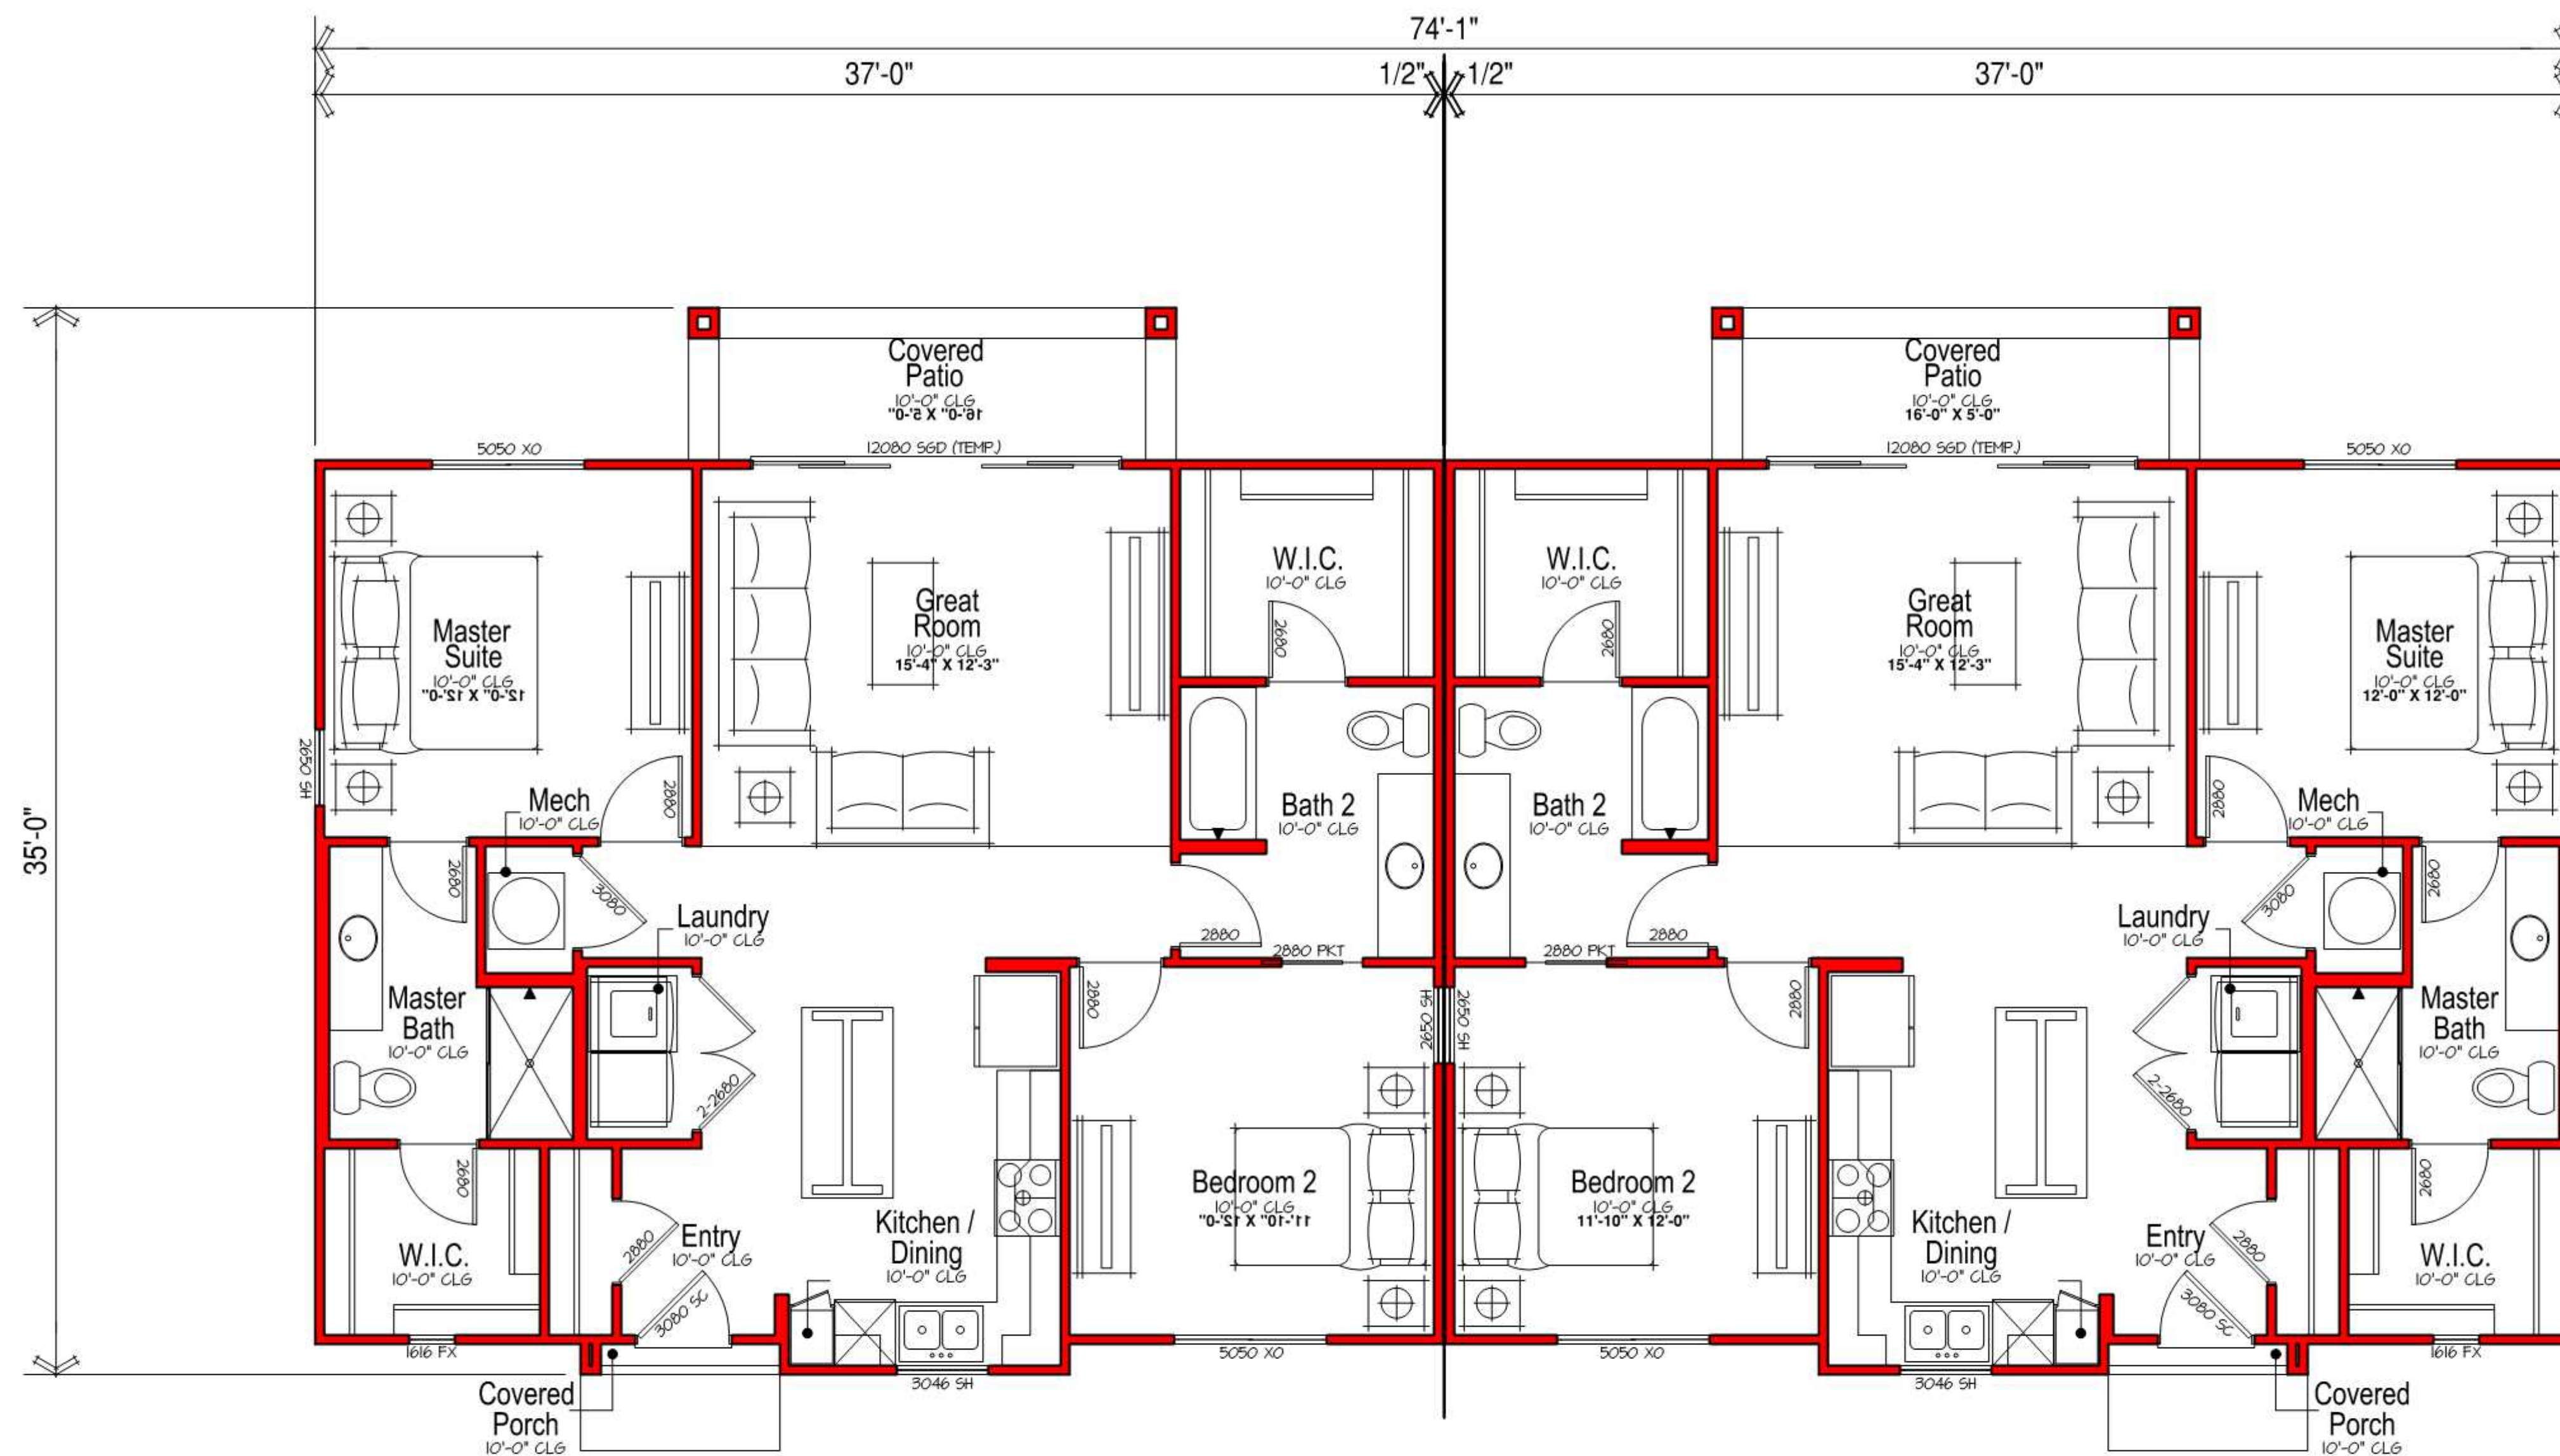 74'-1"
37'-0"
1/2"
1/2"
37'-0"
35'-0"
Covered
Patio
10'-0" CLG
16'-0" X 5'-0"
Covered
Patio
10'-0" CLG
16'-0" X 5'-0"
5050 XO
12080 SGD (TEMP.)
12080 SGD (TEMP.)
5050 XO
W.I.C.
10'-0" CLG
2680
W.I.C.
10'-0" CLG
2680
Master
Suite
10'-0" CLG
12'-0" X 12'-0"
Great
Room
10'-0" CLG
15'-4" X 12'-3"
Great
Room
10'-0" CLG
15'-4" X 12'-3"
Master
Suite
10'-0" CLG
12'-0" X 12'-0"
2650 SH
Mech
10'-0" CLG
2880
Bath 2
10'-0" CLG
Bath 2
10'-0" CLG
2880
Mech
10'-0" CLG
2680
3080
3080
2680
Laundry
10'-0" CLG
2880
2880 PKT
2880 PKT
2880
Laundry
10'-0" CLG
Master
Bath
10'-0" CLG
2880
2650 SH
2650 SH
2880
Master
Bath
10'-0" CLG
2-2680
2-2680
2680
Bedroom 2
10'-0" CLG
11'-10" X 12'-0"
Bedroom 2
10'-0" CLG
11'-10" X 12'-0"
2680
W.I.C.
10'-0" CLG
2880
Entry
10'-0" CLG
Kitchen /
Dining
10'-0" CLG
Kitchen /
Dining
10'-0" CLG
Entry
10'-0" CLG
2880
W.I.C.
10'-0" CLG
3080 SC
3080 SC
1616 FX
3046 SH
5050 XO
5050 XO
3046 SH
1616 FX
Covered
Porch
10'-0" CLG
Covered
Porch
10'-0" CLG